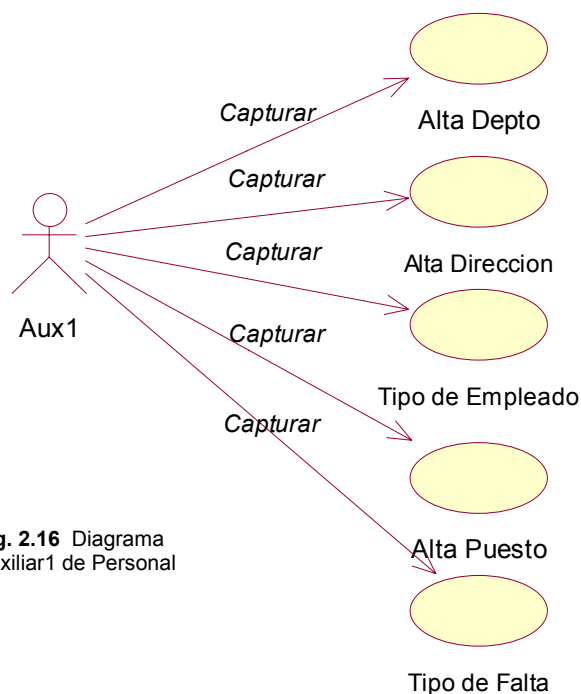 Capturar
Alta Depto
Capturar
Alta Direccion
Capturar
Aux1
Capturar
Tipo de Empleado
Capturar
g. 2.16 Diagrama
xiliar1 de Personal
Alta Puesto
Tipo de Falta